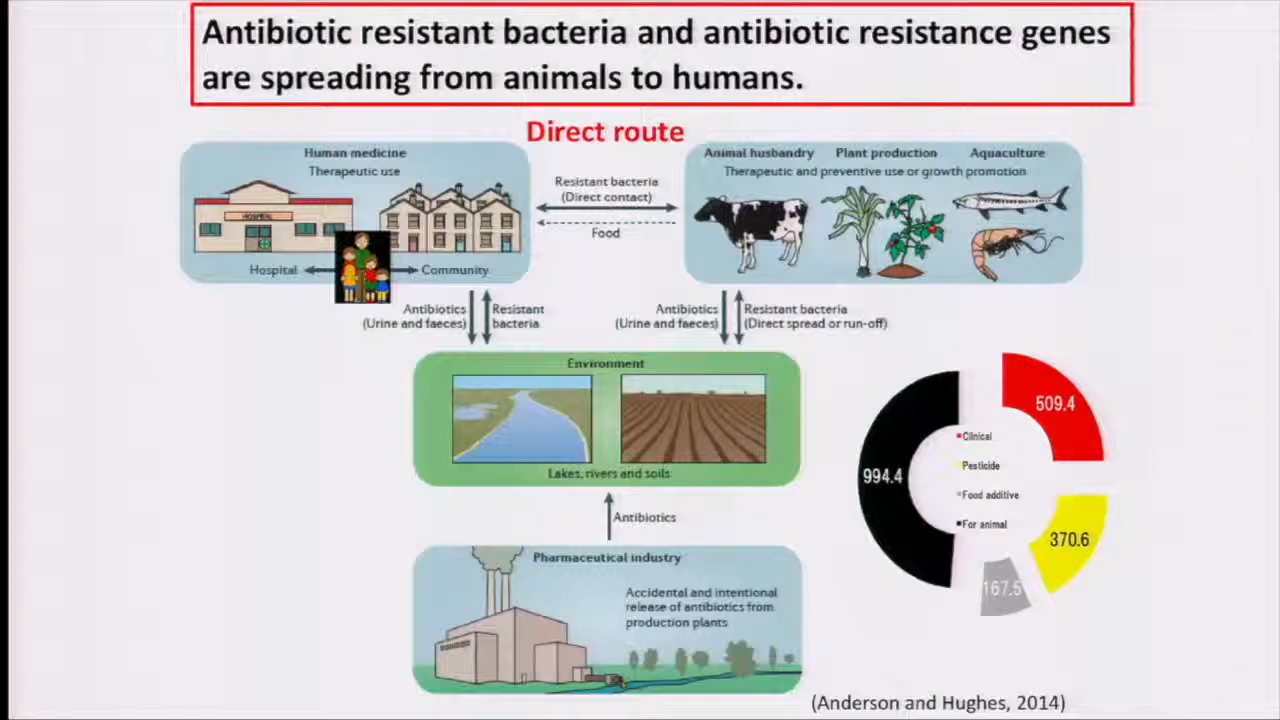 Antibiotic resistant bacteria and antibiotic resistance genes
are spreading from animals to humans.
Direct route
Human medicine
Therapeutic use
HOSPITAL
Hospital
Community
Resistant bacteria
(Direct contact)
Food
Animal husbandry Plant production Aquaculture
Therapeutic and preventive use or growth promotion
Antibiotics
(Urine and faeces)
Resistant
bacteria
Antibiotics
(Urine and faeces)
Resistant bacteria
(Direct spread or run-off)
Environment
Lakes, rivers and soils
Antibiotics
Pharmaceutical industry
Accidental and intentional
release of antibiotics from
production plants
509.4
994.4
370.6
167.5
Clinical
Pesticide
Food additive
For animal
(Anderson and Hughes, 2014)